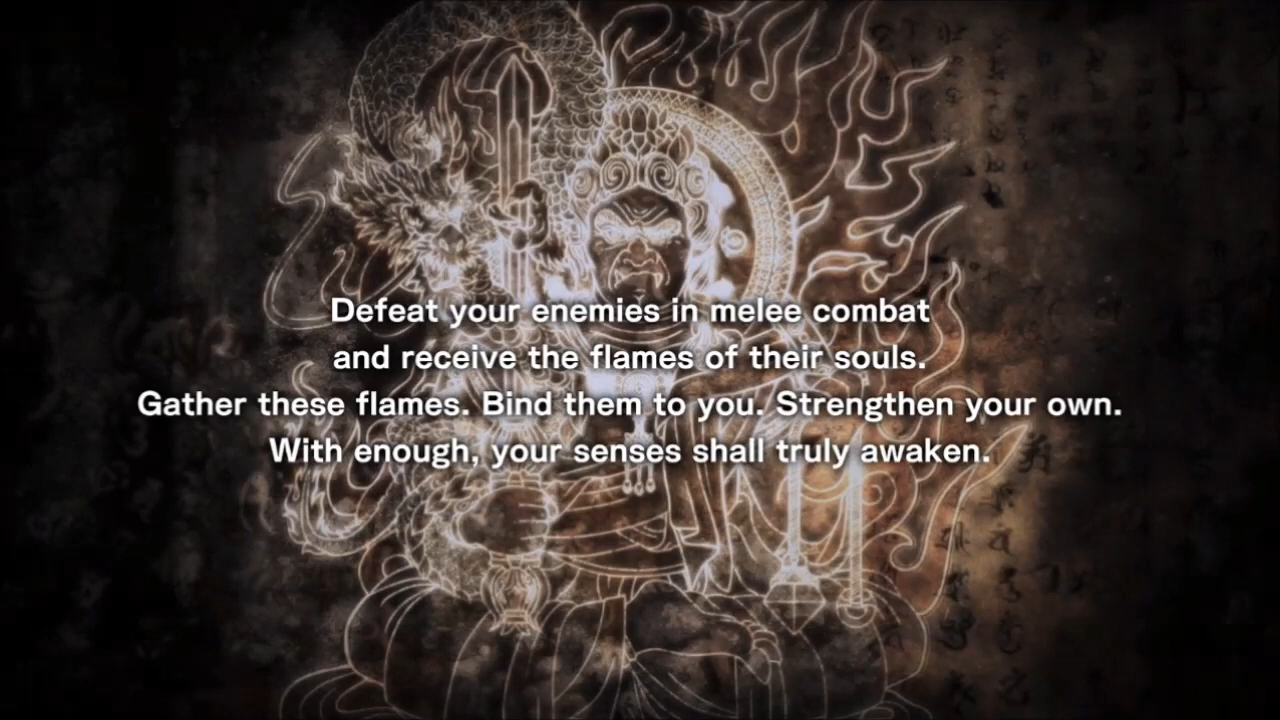 Defeat your enemies in melee combat
and receive the flames of their souls.
Gather these flames. Bind them to you. Strengthen your own.
With enough, your senses shall truly awaken.